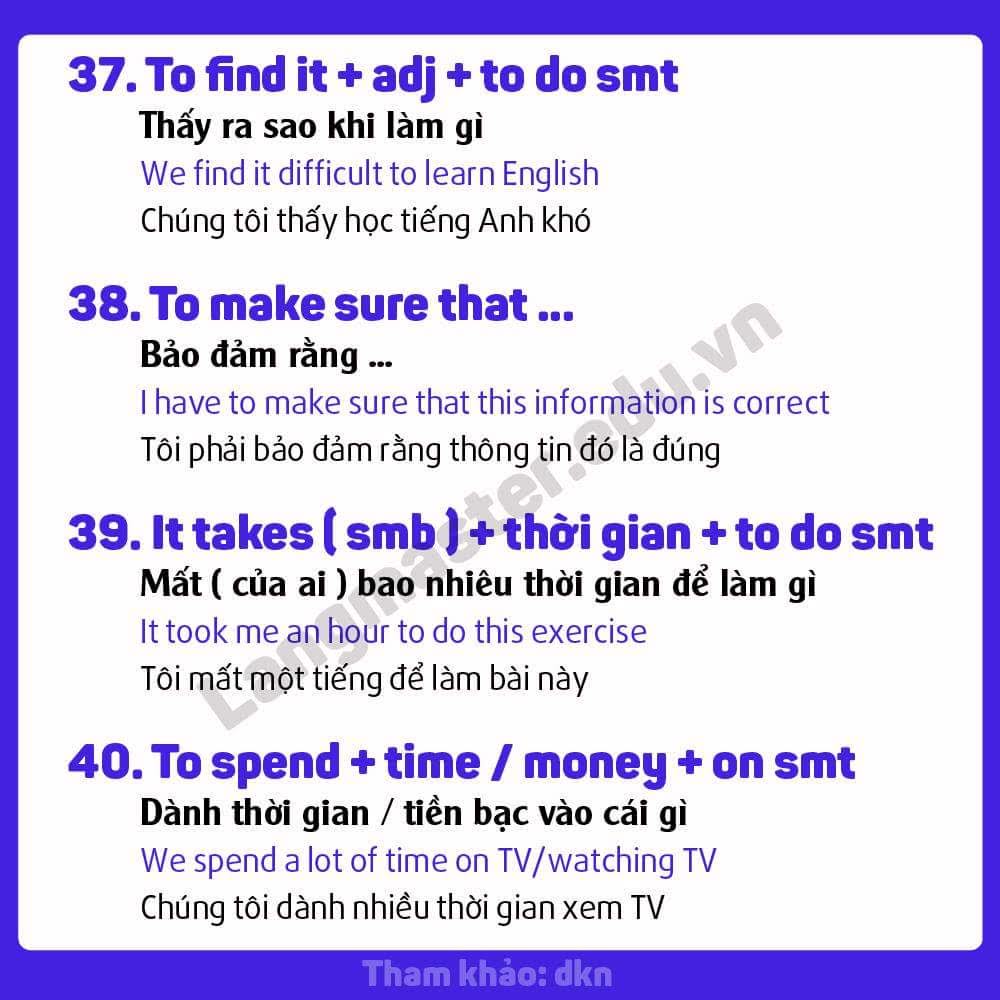 37. To find it + adj + to do smt
Thấy ra sao khi làm gì
We find it difficult to learn English
Chúng tôi thấy học tiếng Anh khó
38. To make sure that ...
Bảo đảm rằng ...
I have to make sure that this information is correct
Tôi phải bảo đảm rằng thông tin đó là đúng
39. It takes ( smb ) + thời gian + to do smt
Mất ( của ai ) bao nhiêu thời gian để làm gì
It took me an hour to do this exercise
Tôi mất một tiếng để làm bài này
40. To spend + time / money + on smt
Dành thời gian / tiền bạc vào cái gì
We spend a lot of time on TV/watching TV
Chúng tôi dành nhiều thời gian xem TV
Langmaster.edu.vn
Tham khảo: dkn